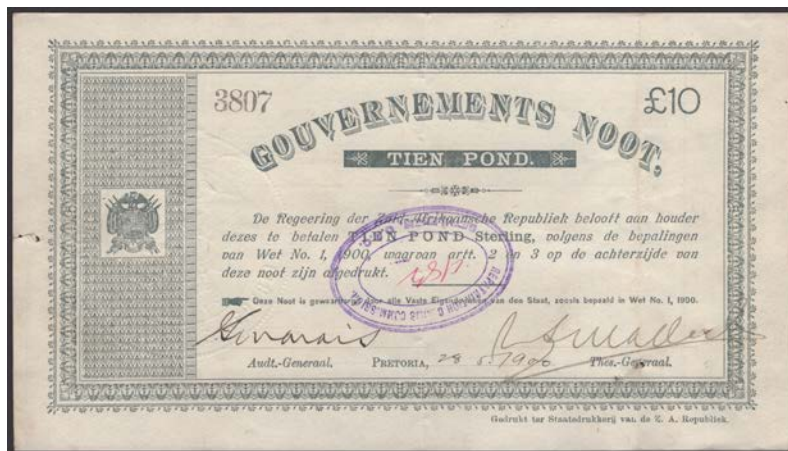 3807
£10
GOUVERNEMENTS NOOT,
TIEN POND.
De Regeering der Zuid-Afrikaansche Republiek belooft aan houder
dezes te betalen TIEN POND Sterling, volgens de bepalingen
van Wet No. 1, 1900, waarvan artt. 2 en 3 op de achterzijde van
deze noot zijn afgedrukt.
Deze Noot is gewaarborgd door alle Vaste Eigendommen van den Staat, zooals bepaald in Wet No. 1, 1900.
Audt.-Generaal. PRETORIA, 28 5 1900 Thes.-Generaal.
Gedrukt ter Staatsdrukkerij van de Z. A. Republiek.